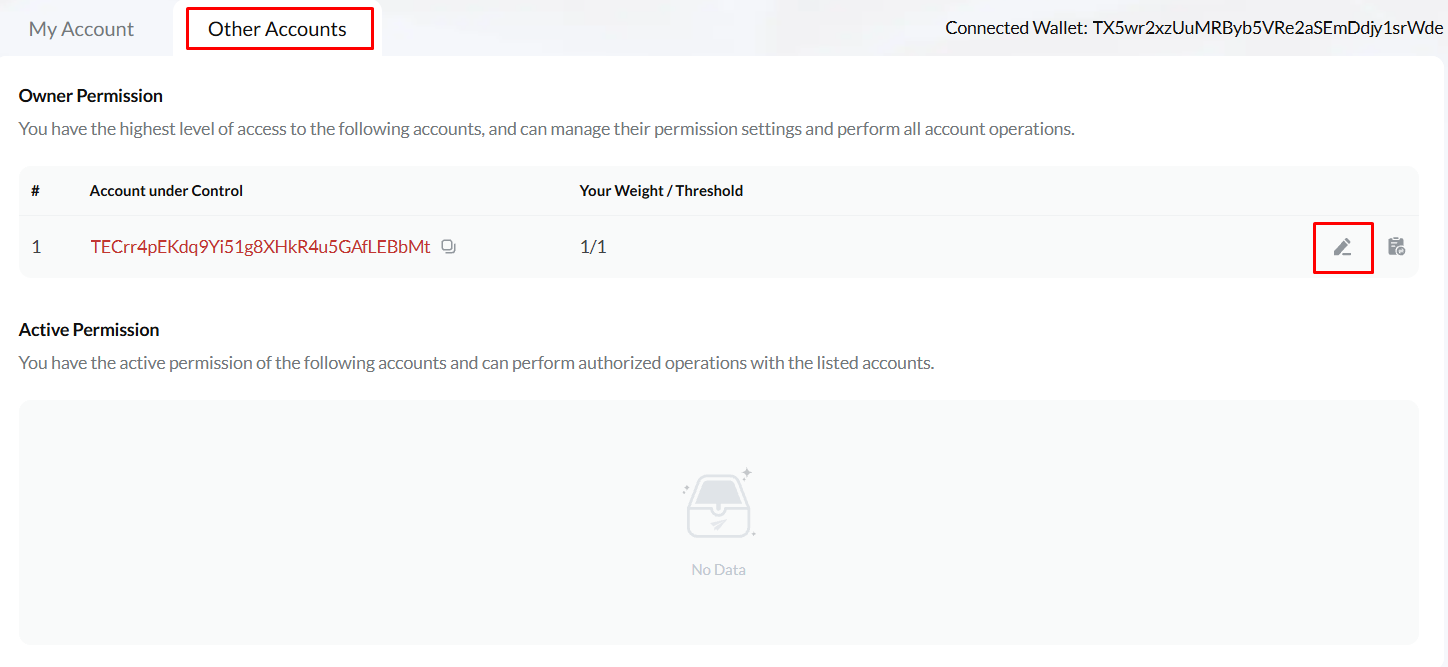 My Account
Other Accounts
Connected Wallet: TX5wr2xzUuMRByb5VRe2aSEmDdjy1srWde
Owner Permission
You have the highest level of access to the following accounts, and can manage their permission settings and perform all account operations.
# Account under Control Your Weight / Threshold
1 TECrr4pEKdq9Yi51g8XHkR4u5GAfLEBbMt 1/1
Active Permission
You have the active permission of the following accounts and can perform authorized operations with the listed accounts.
No Data